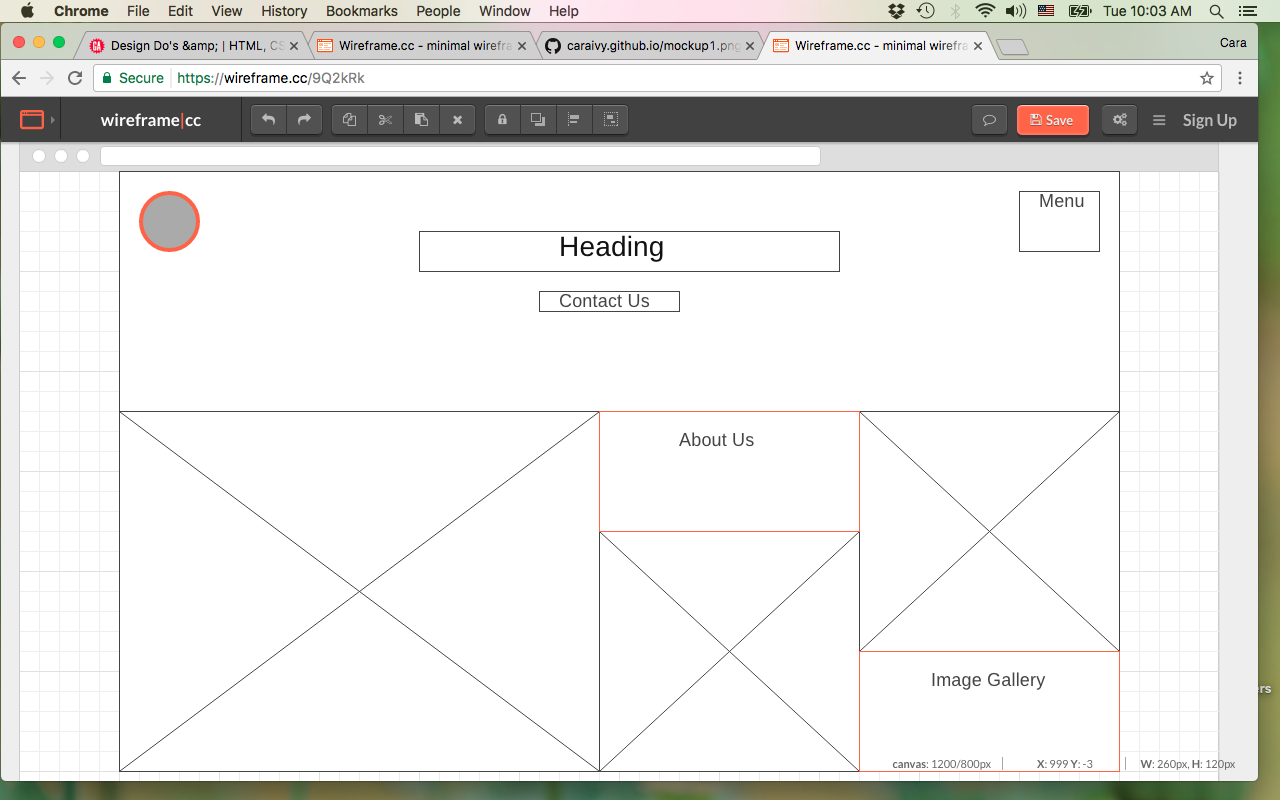 Chrome File Edit View History Bookmarks People Window Help Tue 10:03 AM
GA Design Do's &amp; | HTML, CS Wireframe.cc - minimal wirefra caraivy.github.io/mockup1.png Wireframe.cc - minimal wirefra Cara
Secure https://wireframe.cc/9Q2kRk
wireframe|cc Save Sign Up
Menu
Heading
Contact Us
About Us
Image Gallery
ers
canvas: 1200/800px X: 999 Y: -3 W: 260px, H: 120px